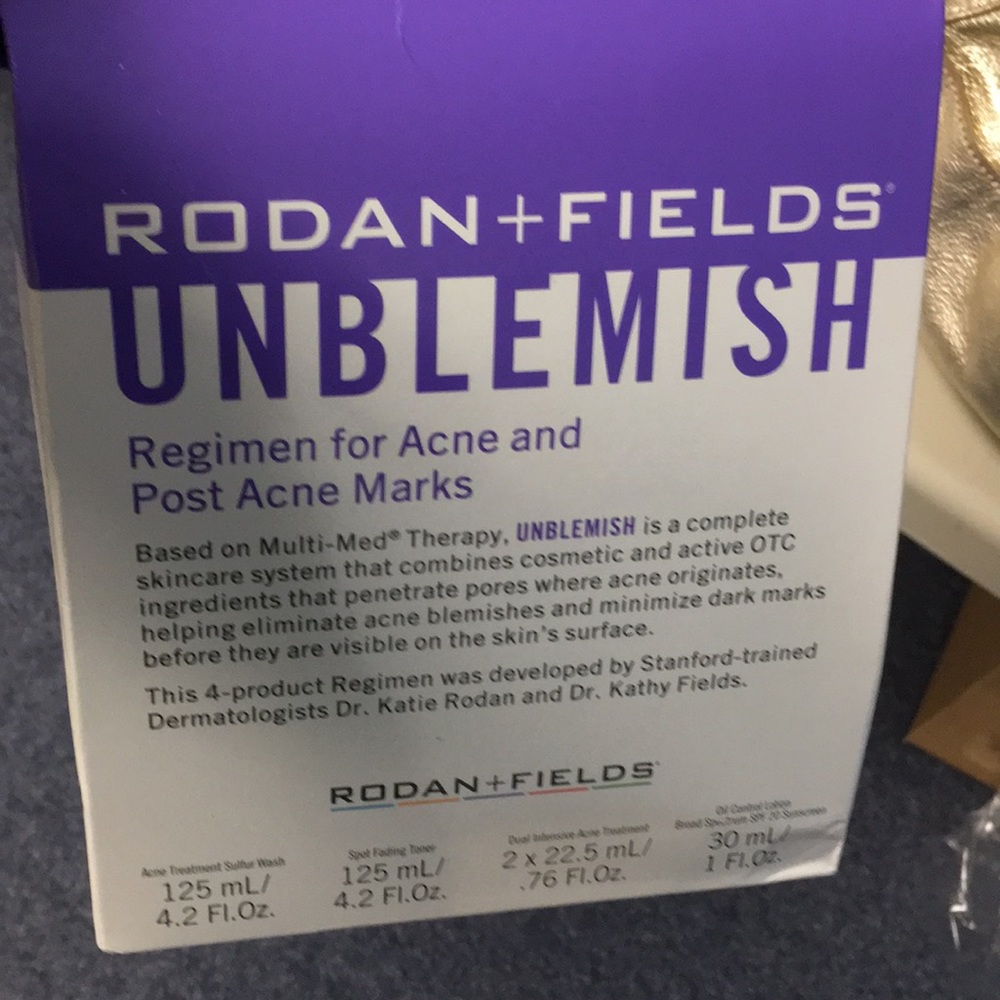 RODAN+FIELDS®
UNBLEMISH
Regimen for Acne and
Post Acne Marks
Based on Multi-Med® Therapy, UNBLEMISH is a complete
skincare system that combines cosmetic and active OTC
ingredients that penetrate pores where acne originates,
helping eliminate acne blemishes and minimize dark marks
before they are visible on the skin's surface.
This 4-product Regimen was developed by Stanford-trained
Dermatologists Dr. Katie Rodan and Dr. Kathy Fields.
RODAN+FIELDS®
Acne Treatment Sulfur Wash
125 mL/
4.2 Fl.Oz.
Spot Fading Toner
125 mL/
4.2 Fl.Oz.
Dual Intensive Acne Treatment
2 x 22.5 mL/
.76 Fl.Oz.
Oil Control Lotion
Broad Spectrum SPF 20 Sunscreen
30 mL/
1 Fl.Oz.